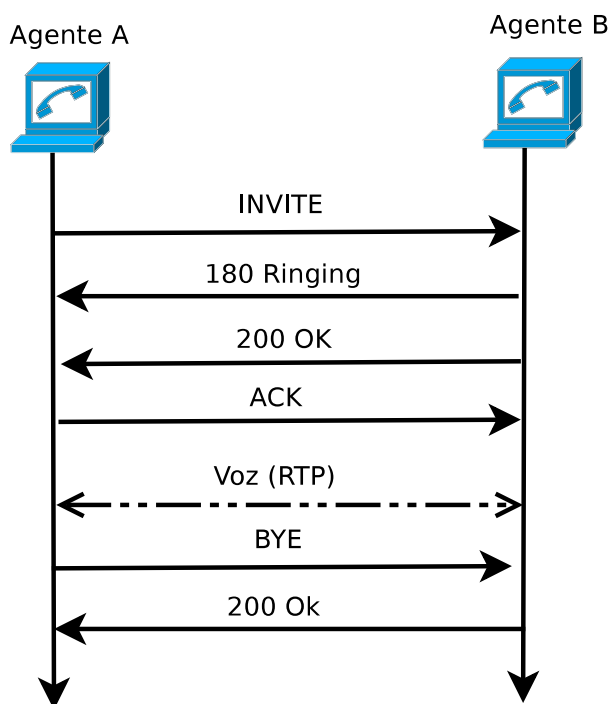 Agente A
Agente B
INVITE
180 Ringing
200 OK
ACK
Voz (RTP)
BYE
200 Ok